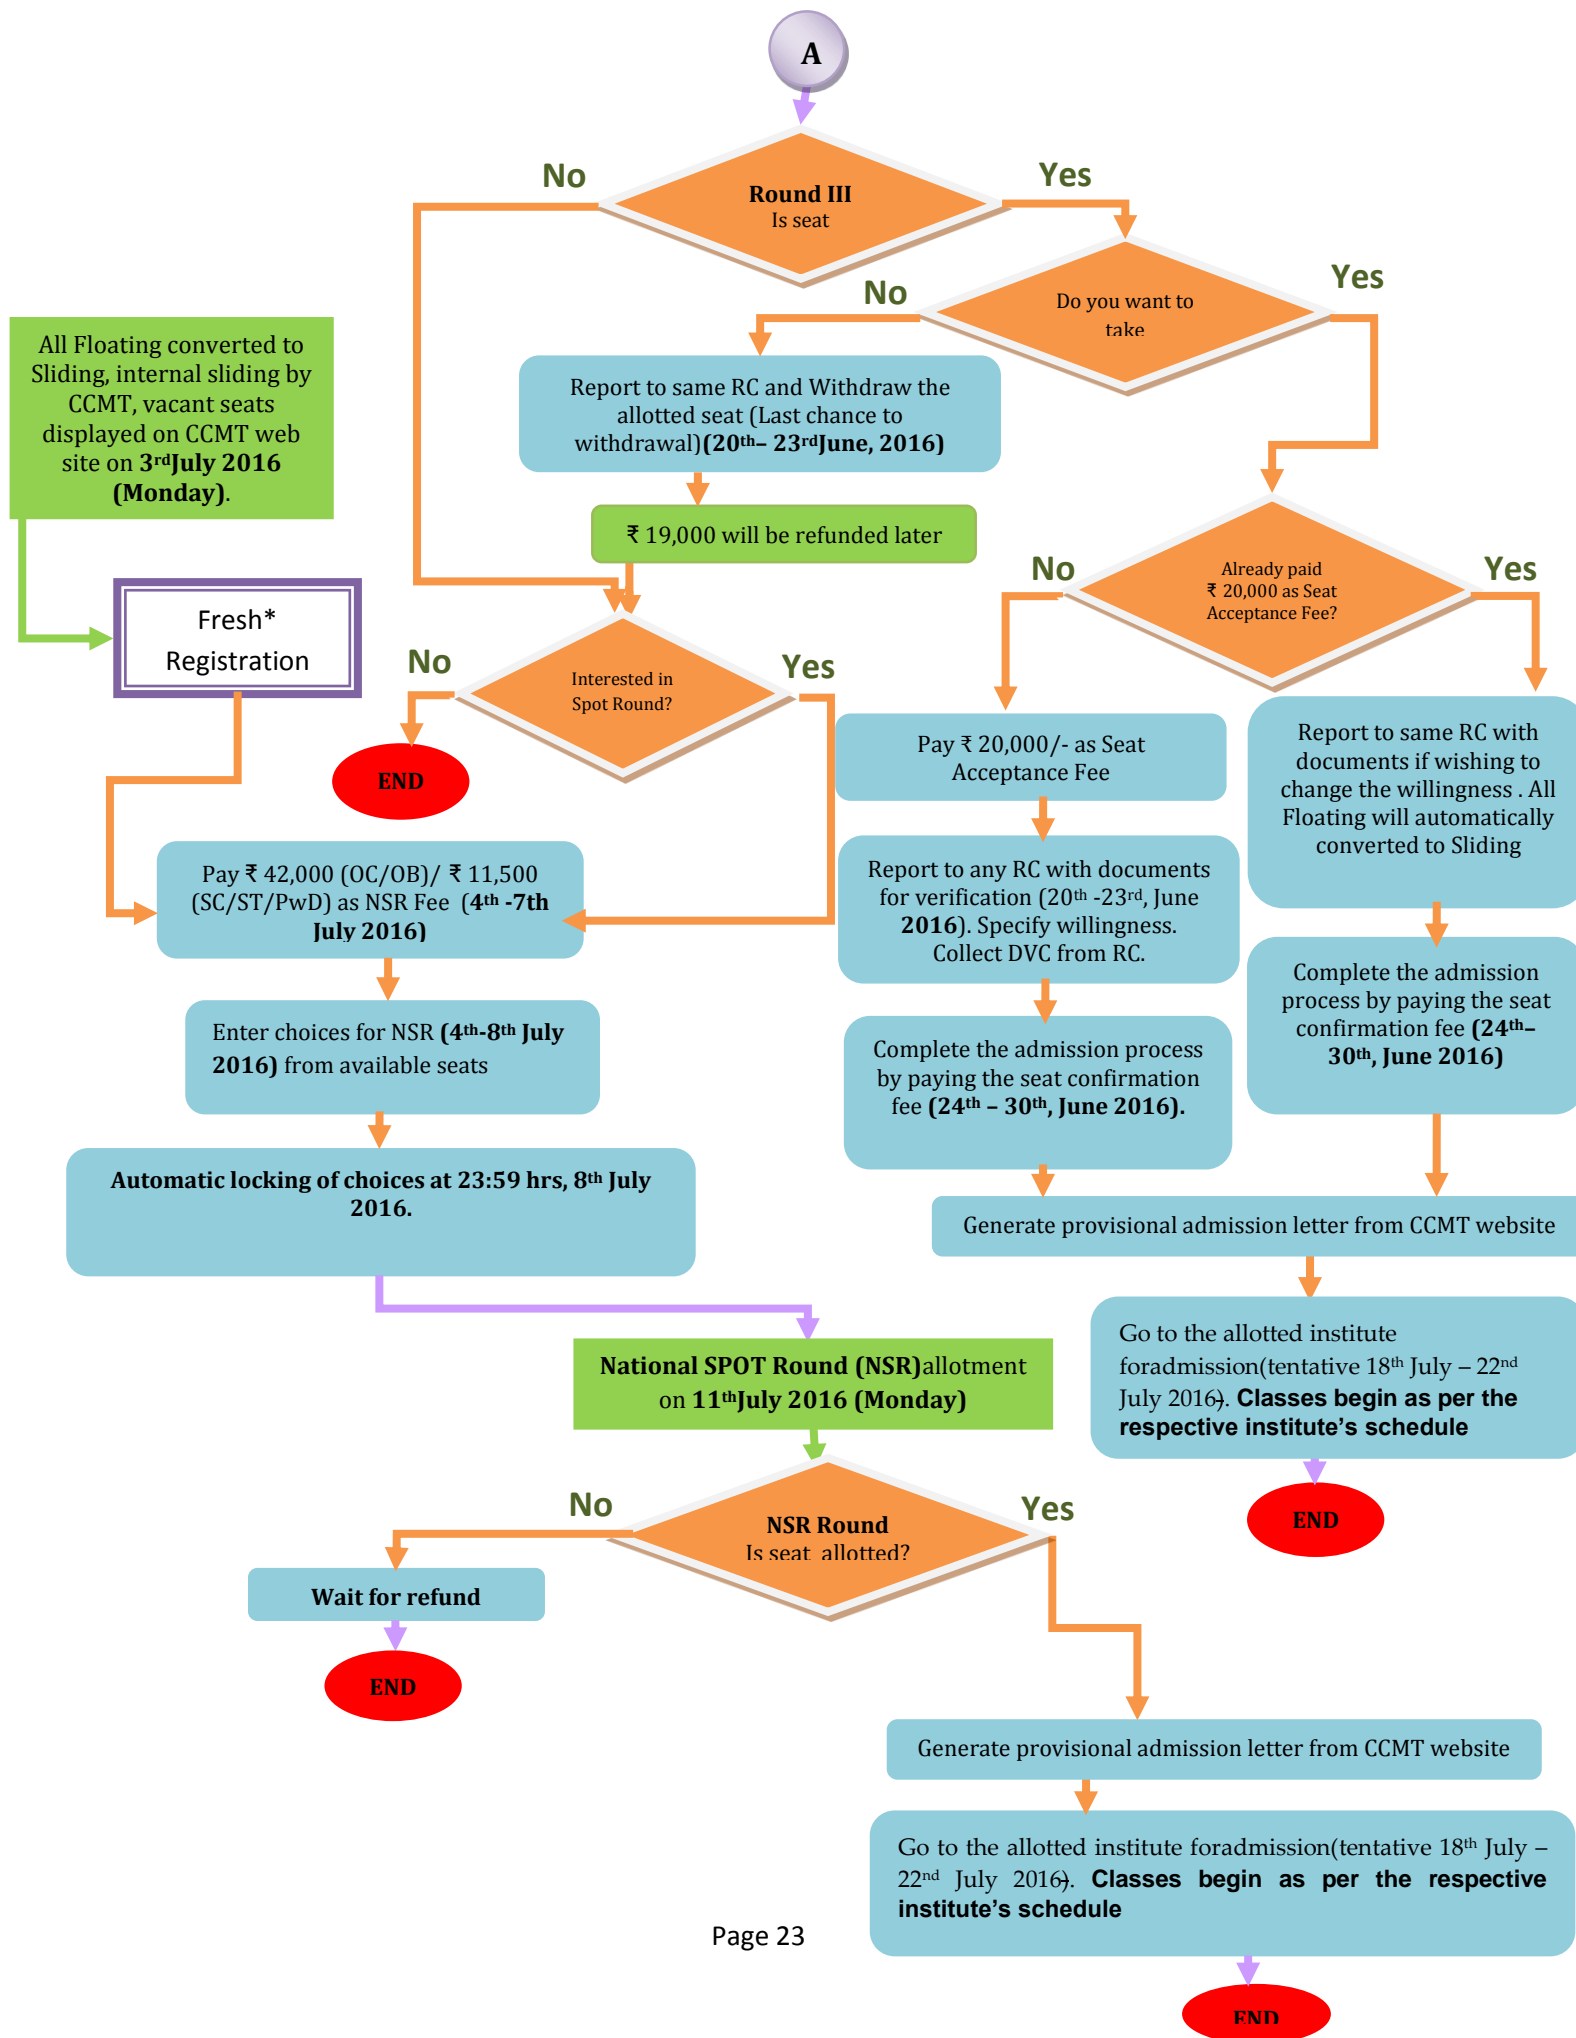 A
No
Yes
Round III
Is seat
No
Yes
Do you want to
take
All Floating converted to
Sliding, internal sliding by
CCMT, vacant seats
displayed on CCMT web
site on 3rdJuly 2016
(Monday).
Report to same RC and Withdraw the
allotted seat (Last chance to
withdrawal)(20th– 23rdJune, 2016)
₹ 19,000 will be refunded later
No
Yes
Already paid
₹ 20,000 as Seat
Acceptance Fee?
Fresh*
Registration
No
Yes
Interested in
Spot Round?
END
Pay ₹ 20,000/- as Seat
Acceptance Fee
Report to same RC with
documents if wishing to
change the willingness . All
Floating will automatically
converted to Sliding
Pay ₹ 42,000 (OC/OB)/ ₹ 11,500
(SC/ST/PwD) as NSR Fee (4th -7th
July 2016)
Report to any RC with documents
for verification (20th -23rd, June
2016). Specify willingness.
Collect DVC from RC.
Complete the admission
process by paying the seat
confirmation fee (24th–
30th, June 2016)
Enter choices for NSR (4th-8th July
2016) from available seats
Complete the admission process
by paying the seat confirmation
fee (24th – 30th, June 2016).
Automatic locking of choices at 23:59 hrs, 8th July
2016.
Generate provisional admission letter from CCMT website
National SPOT Round (NSR)allotment
on 11thJuly 2016 (Monday)
Go to the allotted institute
foradmission(tentative 18th July – 22nd
July 2016). Classes begin as per the
respective institute’s schedule
END
No
Yes
NSR Round
Is seat allotted?
Wait for refund
END
Generate provisional admission letter from CCMT website
Go to the allotted institute foradmission(tentative 18th July –
22nd July 2016). Classes begin as per the respective
institute’s schedule
Page 23
END